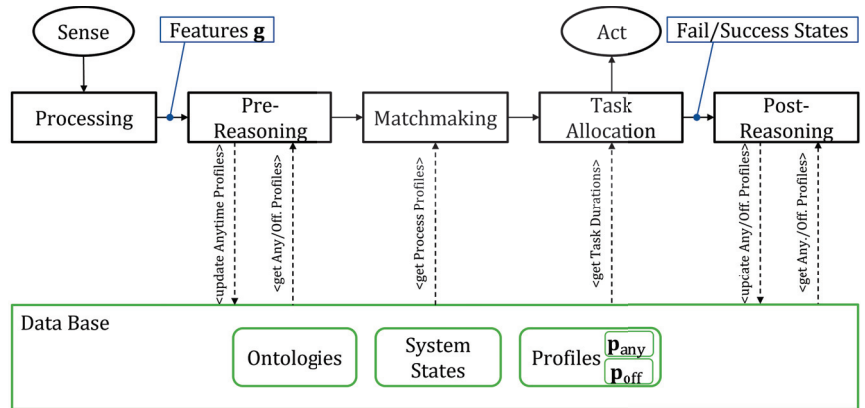 Sense
Features g
Act
Fail/Success States
Processing
Pre-
Reasoning
Matchmaking
Task
Allocation
Post-
Reasoning
<update Anytime Profiles>
<get Any/Off. Profiles>
<get Process Profiles>
<get Task Durations>
<upcate Any/Off. Profiles>
<get Any./Off. Profiles>
Data Base
Ontologies
System
States
Profiles
p any
p off